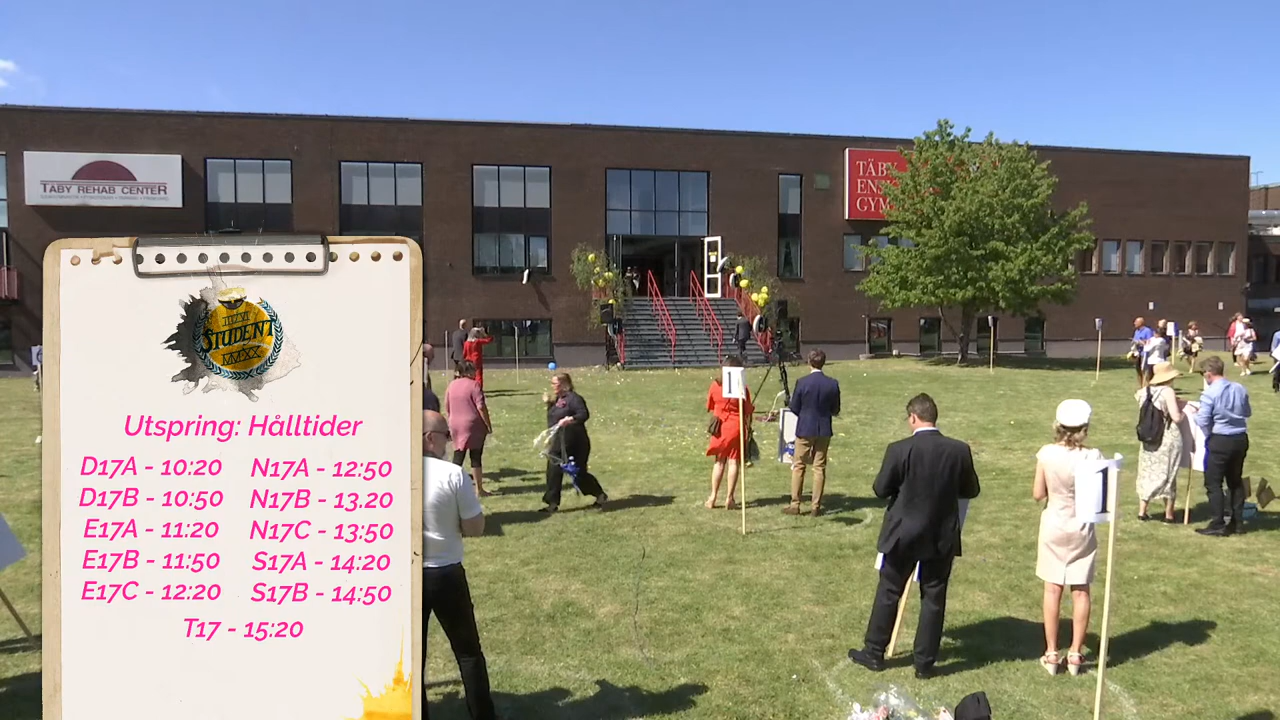 TÄBY REHAB CENTER
TÄBY
ENS
GYM
STUDENT
MMXX
Utspring: Hålltider
D17A - 10:20
D17B - 10:50
E17A - 11:20
E17B - 11:50
E17C - 12:20
N17A - 12:50
N17B - 13.20
N17C - 13:50
S17A - 14:20
S17B - 14:50
T17 - 15:20